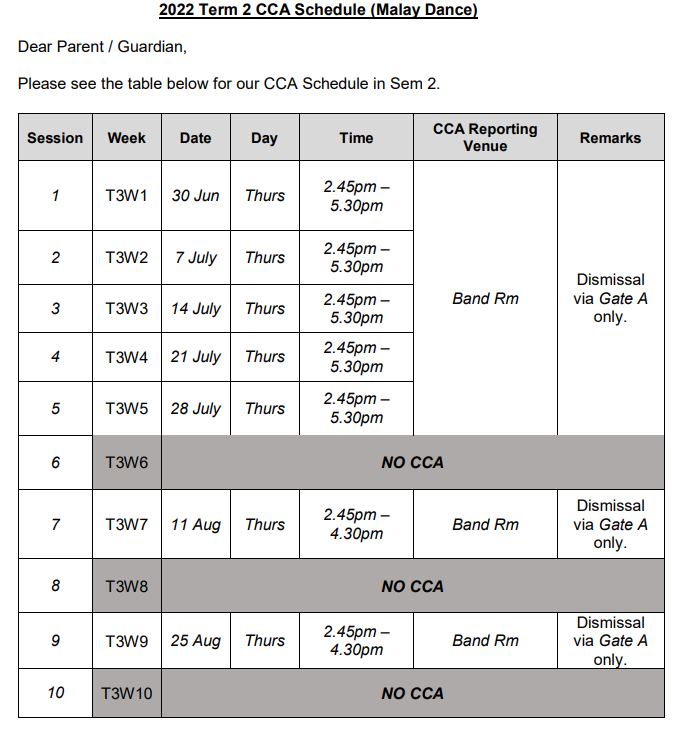 2022 Term 2 CCA Schedule (Malay Dance)
Dear Parent / Guardian,
Please see the table below for our CCA Schedule in Sem 2.
Session Week Date Day Time CCA Reporting Venue Remarks
1 T3W1 30 Jun Thurs 2.45pm – 5.30pm
2 T3W2 7 July Thurs 2.45pm – 5.30pm
3 T3W3 14 July Thurs 2.45pm – 5.30pm
4 T3W4 21 July Thurs 2.45pm – 5.30pm
5 T3W5 28 July Thurs 2.45pm – 5.30pm
Band Rm
Dismissal
via Gate A
only.
6 T3W6 NO CCA
7 T3W7 11 Aug Thurs 2.45pm – 4.30pm Band Rm Dismissal via Gate A only.
8 T3W8 NO CCA
9 T3W9 25 Aug Thurs 2.45pm – 4.30pm Band Rm Dismissal via Gate A only.
10 T3W10 NO CCA